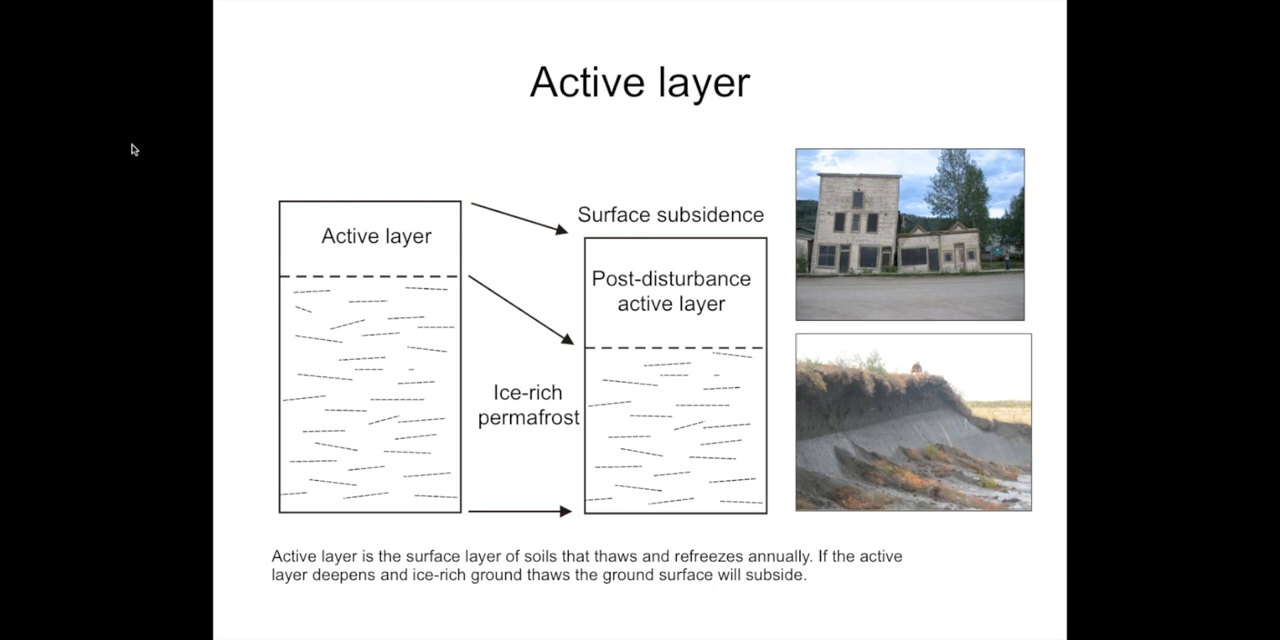 Active layer
Active layer
Surface subsidence
Post-disturbance
active layer
Ice-rich
permafrost
Active layer is the surface layer of soils that thaws and refreezes annually. If the active
layer deepens and ice-rich ground thaws the ground surface will subside.